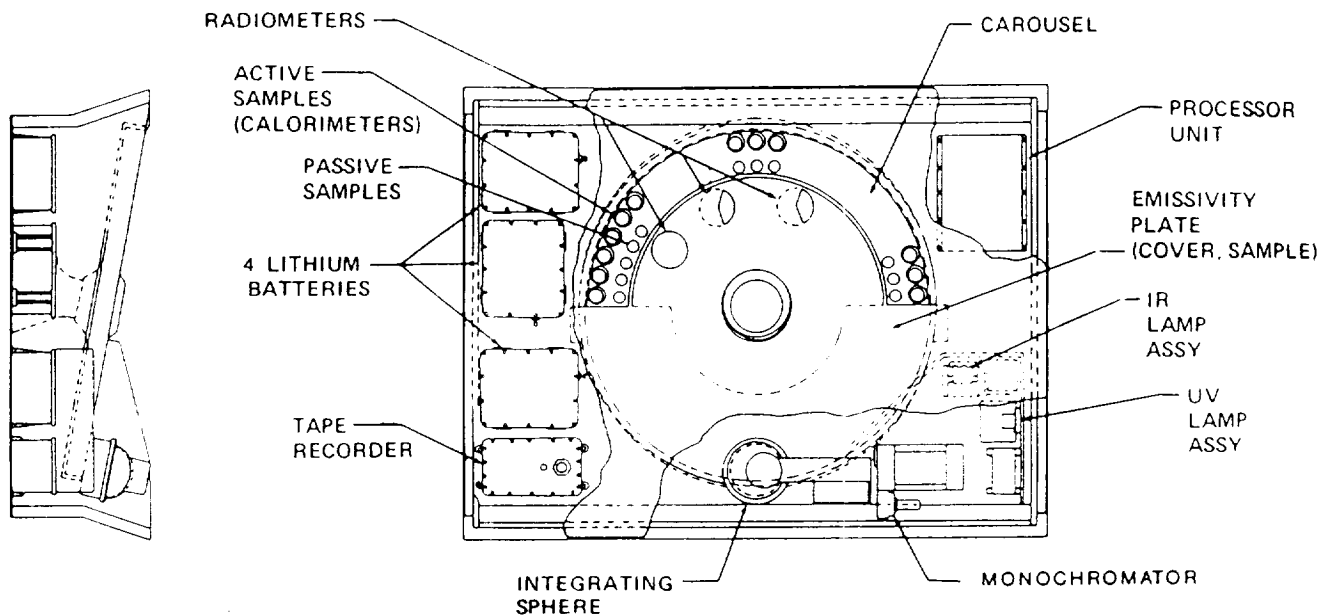 RADIOMETERS
ACTIVE
SAMPLES
(CALORIMETERS)
PASSIVE
SAMPLES
4 LITHIUM
BATTERIES
TAPE
RECORDER
INTEGRATING
SPHERE
CAROUSEL
PROCESSOR
UNIT
EMISSIVITY
PLATE
(COVER, SAMPLE)
IR
LAMP
ASSY
UV
LAMP
ASSY
MONOCHROMATOR